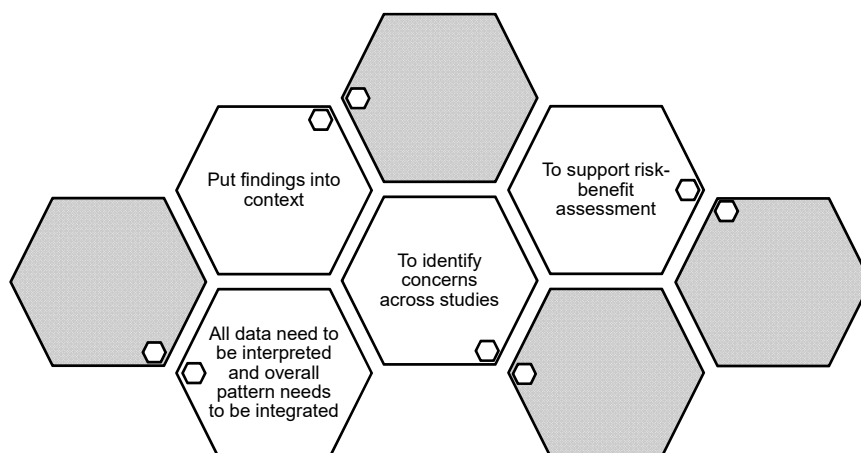 Put findings into
context
To support risk-
benefit
assessment
To identify
concerns
across studies
All data need to
be interpreted
and overall
pattern needs
to be integrated